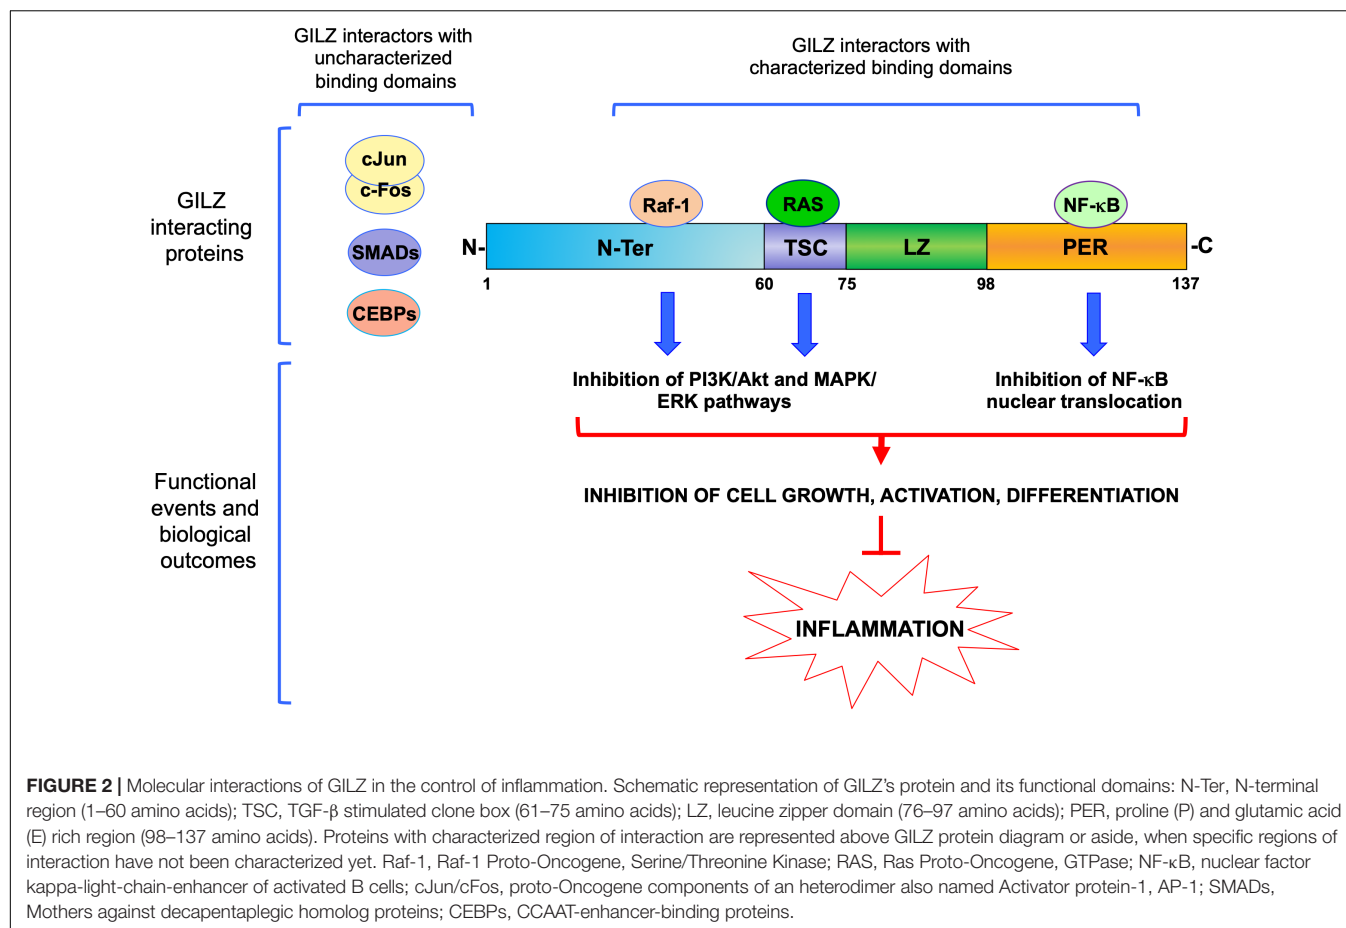 GILZ interactors with
uncharacterized
binding domains
GILZ interactors with
characterized binding domains
GILZ
interacting
proteins
cJun
c-Fos
SMADs
CEBPs
Raf-1
RAS
NF-κB
N-
N-Ter
TSC
LZ
PER
-C
1
60
75
98
137
Inhibition of PI3K/Akt and MAPK/
ERK pathways
Inhibition of NF-κB
nuclear translocation
Functional
events and
biological
outcomes
INHIBITION OF CELL GROWTH, ACTIVATION, DIFFERENTIATION
INFLAMMATION
FIGURE 2 | Molecular interactions of GILZ in the control of inflammation. Schematic representation of GILZ’s protein and its functional domains: N-Ter, N-terminal
region (1–60 amino acids); TSC, TGF-β stimulated clone box (61–75 amino acids); LZ, leucine zipper domain (76–97 amino acids); PER, proline (P) and glutamic acid
(E) rich region (98–137 amino acids). Proteins with characterized region of interaction are represented above GILZ protein diagram or aside, when specific regions of
interaction have not been characterized yet. Raf-1, Raf-1 Proto-Oncogene, Serine/Threonine Kinase; RAS, Ras Proto-Oncogene, GTPase; NF-κB, nuclear factor
kappa-light-chain-enhancer of activated B cells; cJun/cFos, proto-Oncogene components of an heterodimer also named Activator protein-1, AP-1; SMADs,
Mothers against decapentaplegic homolog proteins; CEBPs, CCAAT-enhancer-binding proteins.